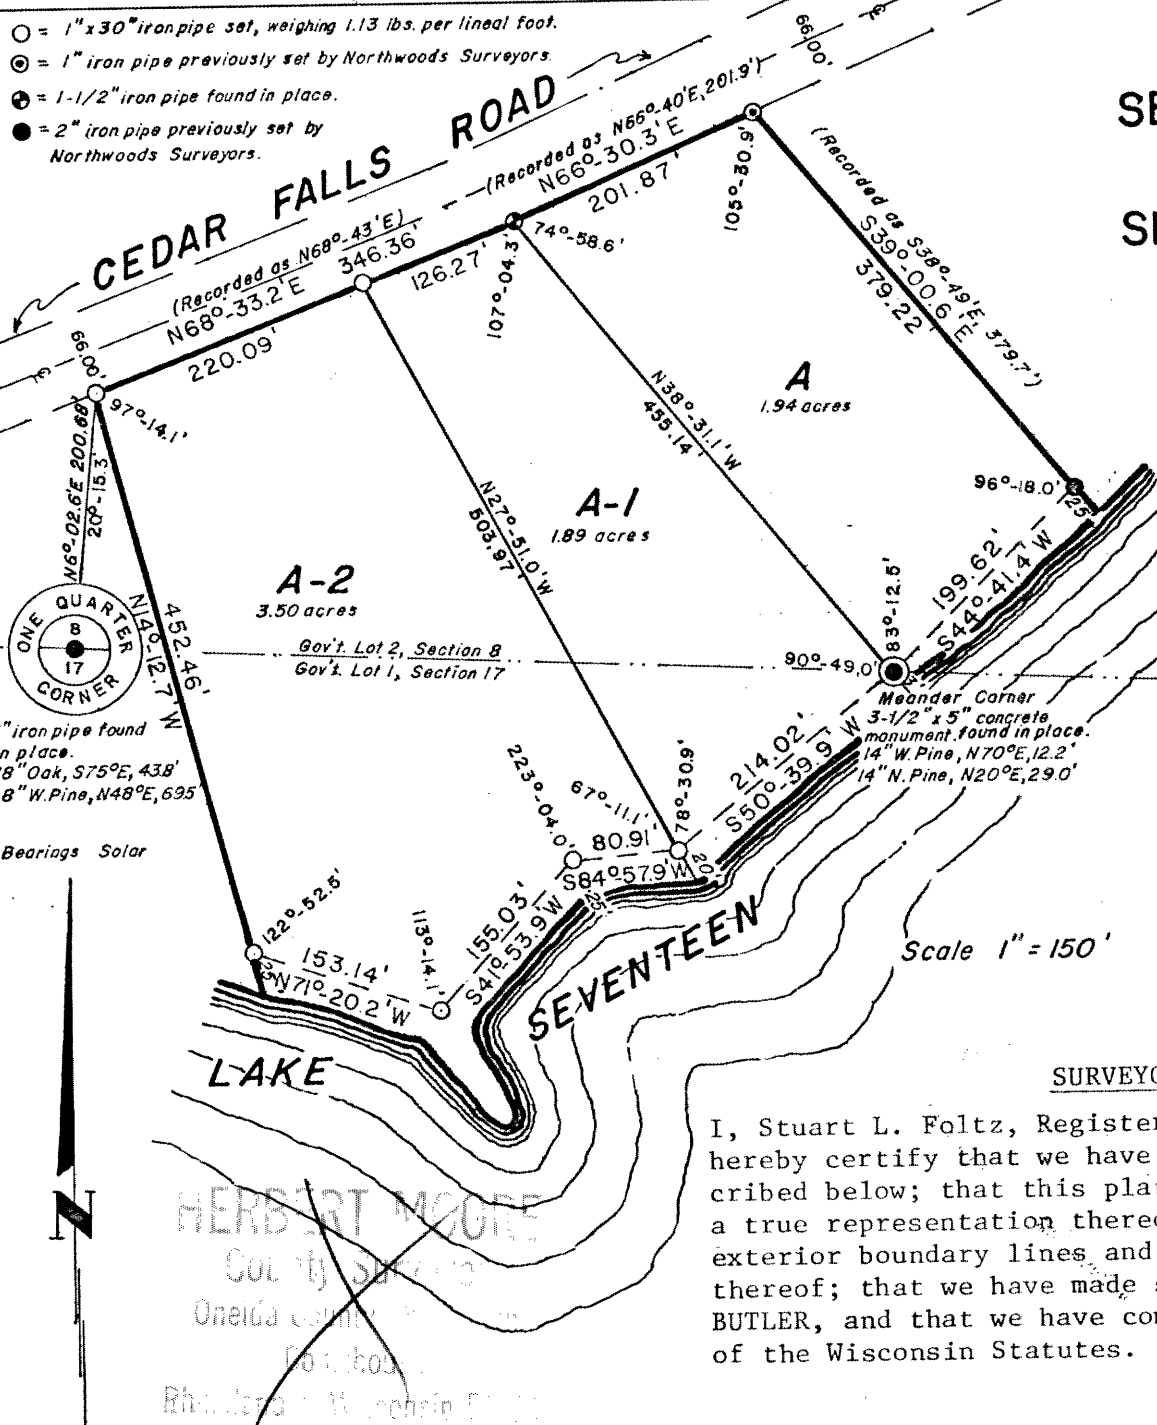 = 1"x30" iron pipe set, weighing 1.13 lbs. per lineal foot.
= 1" iron pipe previously set by Northwoods Surveyors.
= 1-1/2" iron pipe found in place.
= 2" iron pipe previously set by
Northwoods Surveyors.
SE
SE
CEDAR FALLS ROAD
66.00'
(Recorded as N66°-40'E, 201.9')
N66°-30.3'E
201.87'
(Recorded as N68°-43'E)
346.36'
N68°-33.2'E
220.09'
126.27'
66.00'
97°-14.1'
107°-04.3'
74°-58.6'
105°-30.9'
(Recorded as S38°-49'E, 379.7')
S39°-00.6'E
379.22'
A
1.94 acres
N38°-31.1'W
455.14'
96°-18.0'
25'
A-1
1.89 acres
N27°-51.0'W
503.97'
A-2
3.50 acres
N6°-02.6'E 200.68'
20°-15.3'
ONE QUARTER
8
17
CORNER
N14°-12.7'W
452.46'
Gov't. Lot 2, Section 8
Gov't. Lot 1, Section 17
90°-49.0'
83°-12.5'
199.62'
S44°-41.4'W
Meander Corner
3-1/2" x 5" concrete
monument found in place.
14" W. Pine, N70°E, 12.2'
14" N. Pine, N20°E, 29.0'
" iron pipe found
n place.
8" Oak, S75°E, 43.8'
8" W. Pine, N48°E, 69.5'
Bearings Solar
223°-04.0'
67°-11.1'
78°-30.9'
214.02'
S50°-39.9'W
80.91'
S84°-57.9'W
20'
25'
155.03'
S41°-53.9'W
113°-14.1'
122°-52.5'
153.14'
N71°-20.2'W
25'
LAKE SEVENTEEN
Scale 1" = 150'
N
SURVEYO
I, Stuart L. Foltz, Register
hereby certify that we have
cribed below; that this plat
a true representation thereo
exterior boundary lines and
thereof; that we have made s
BUTLER, and that we have com
of the Wisconsin Statutes.
HERBERT MOORE
County
Oneida County